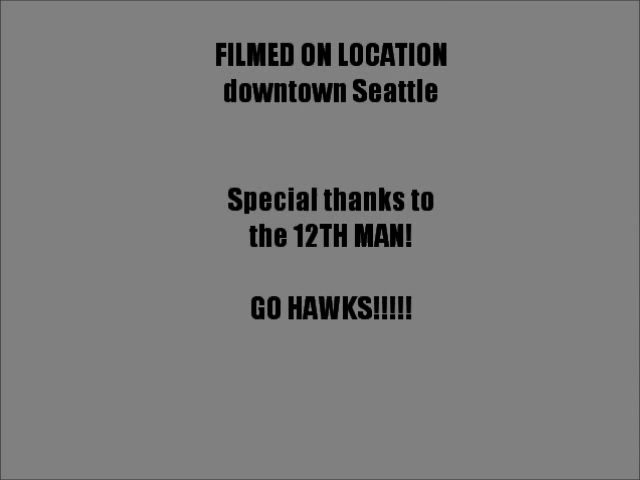 FILMED ON LOCATION
downtown Seattle
Special thanks to
the 12TH MAN!
GO HAWKS!!!!!